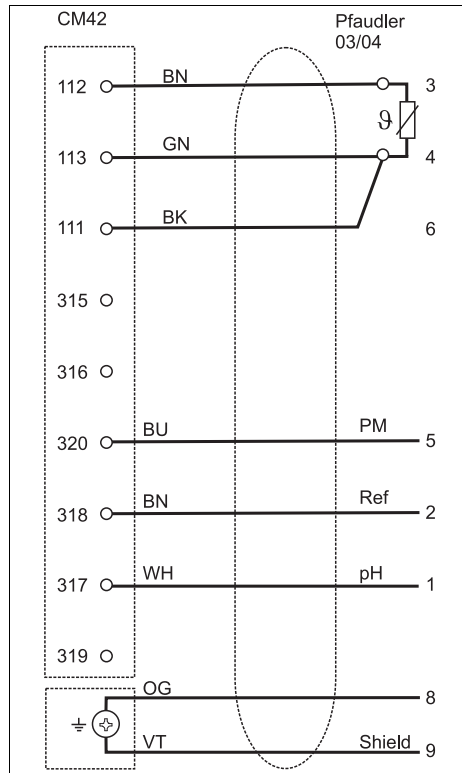 CM42 Pfaudler
03/04
112 BN 3
ϑ
113 GN 4
111 BK 6
315
316
320 BU PM 5
318 BN Ref 2
317 WH pH 1
319
OG 8
VT Shield 9